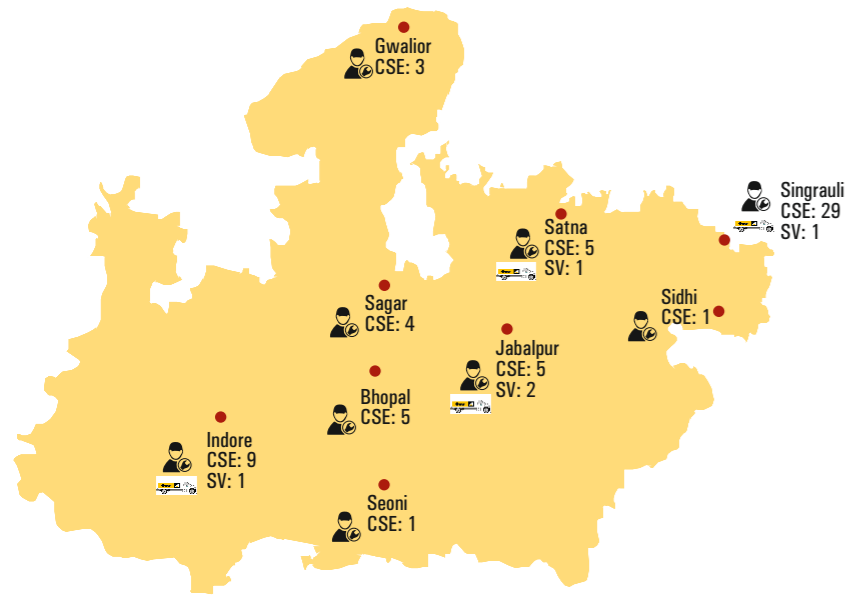 Gwalior
CSE: 3
Singrauli
CSE: 29
SV: 1
Satna
CSE: 5
SV: 1
Sagar
CSE: 4
Sidhi
CSE: 1
Jabalpur
CSE: 5
SV: 2
Bhopal
CSE: 5
Indore
CSE: 9
SV: 1
Seoni
CSE: 1